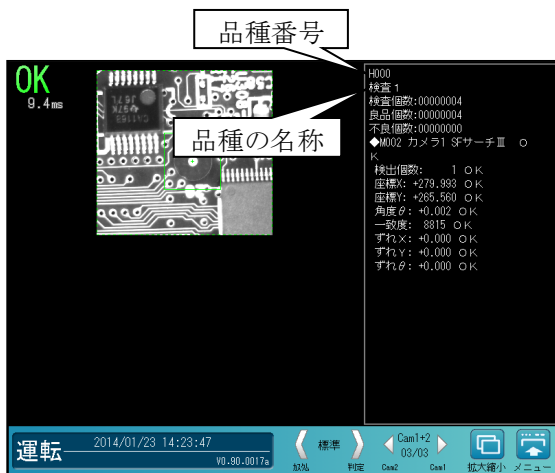 品種番号
OK
9.4ms
品種の名称
H000
検査1
検査個数:00000004
良品個数:00000004
不良個数:00000000
◆M002 カメラ1 SFサーチⅢ O
K
検出個数: 1 OK
座標X: +279.993 OK
座標Y: +265.560 OK
角度θ: +0.002 OK
一致度: 8815 OK
ずれX: +0.000 OK
ずれY: +0.000 OK
ずれθ: +0.000 OK
運転
2014/01/23 14:23:47
V0.90.0017a
標準
判定
Cam1+2
03/03
Cam2
Cam1
拡大縮小
メニュー